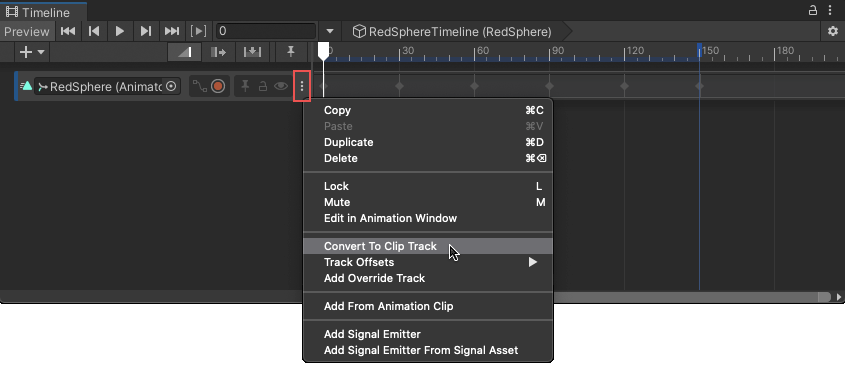 Timeline
Preview
0
RedSphereTimeline (RedSphere)
0 30 60 90 120 150 180
RedSphere (Animato
Copy ⌘C
Paste ⌘V
Duplicate ⌘D
Delete ⌘⌫
Lock L
Mute M
Edit in Animation Window
Convert To Clip Track
Track Offsets
Add Override Track
Add From Animation Clip
Add Signal Emitter
Add Signal Emitter From Signal Asset